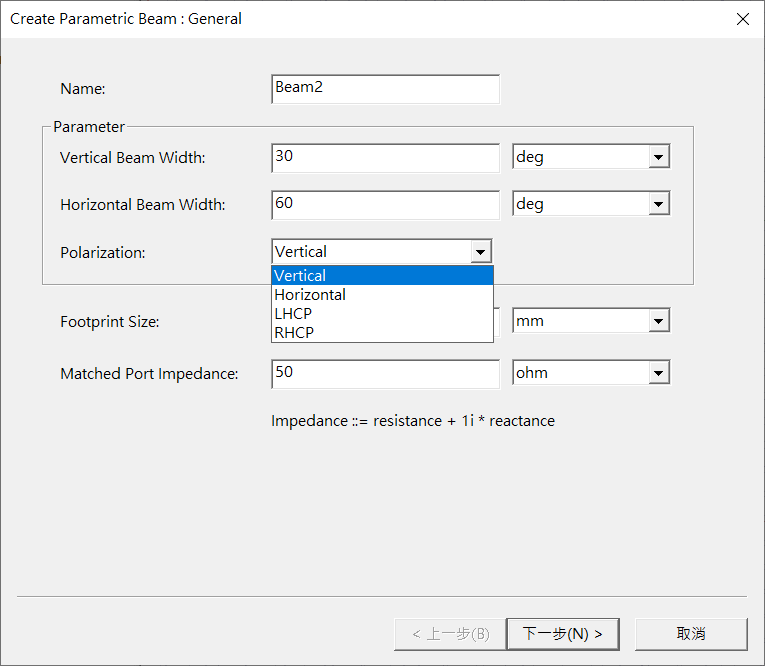 Create Parametric Beam : General
Name:
Beam2
Parameter
Vertical Beam Width:
30
deg
Horizontal Beam Width:
60
deg
Polarization:
Vertical
Vertical
Horizontal
LHCP
RHCP
Footprint Size:
mm
Matched Port Impedance:
50
ohm
Impedance ::= resistance + 1i * reactance
< 上一步(B)
下一步(N) >
取消